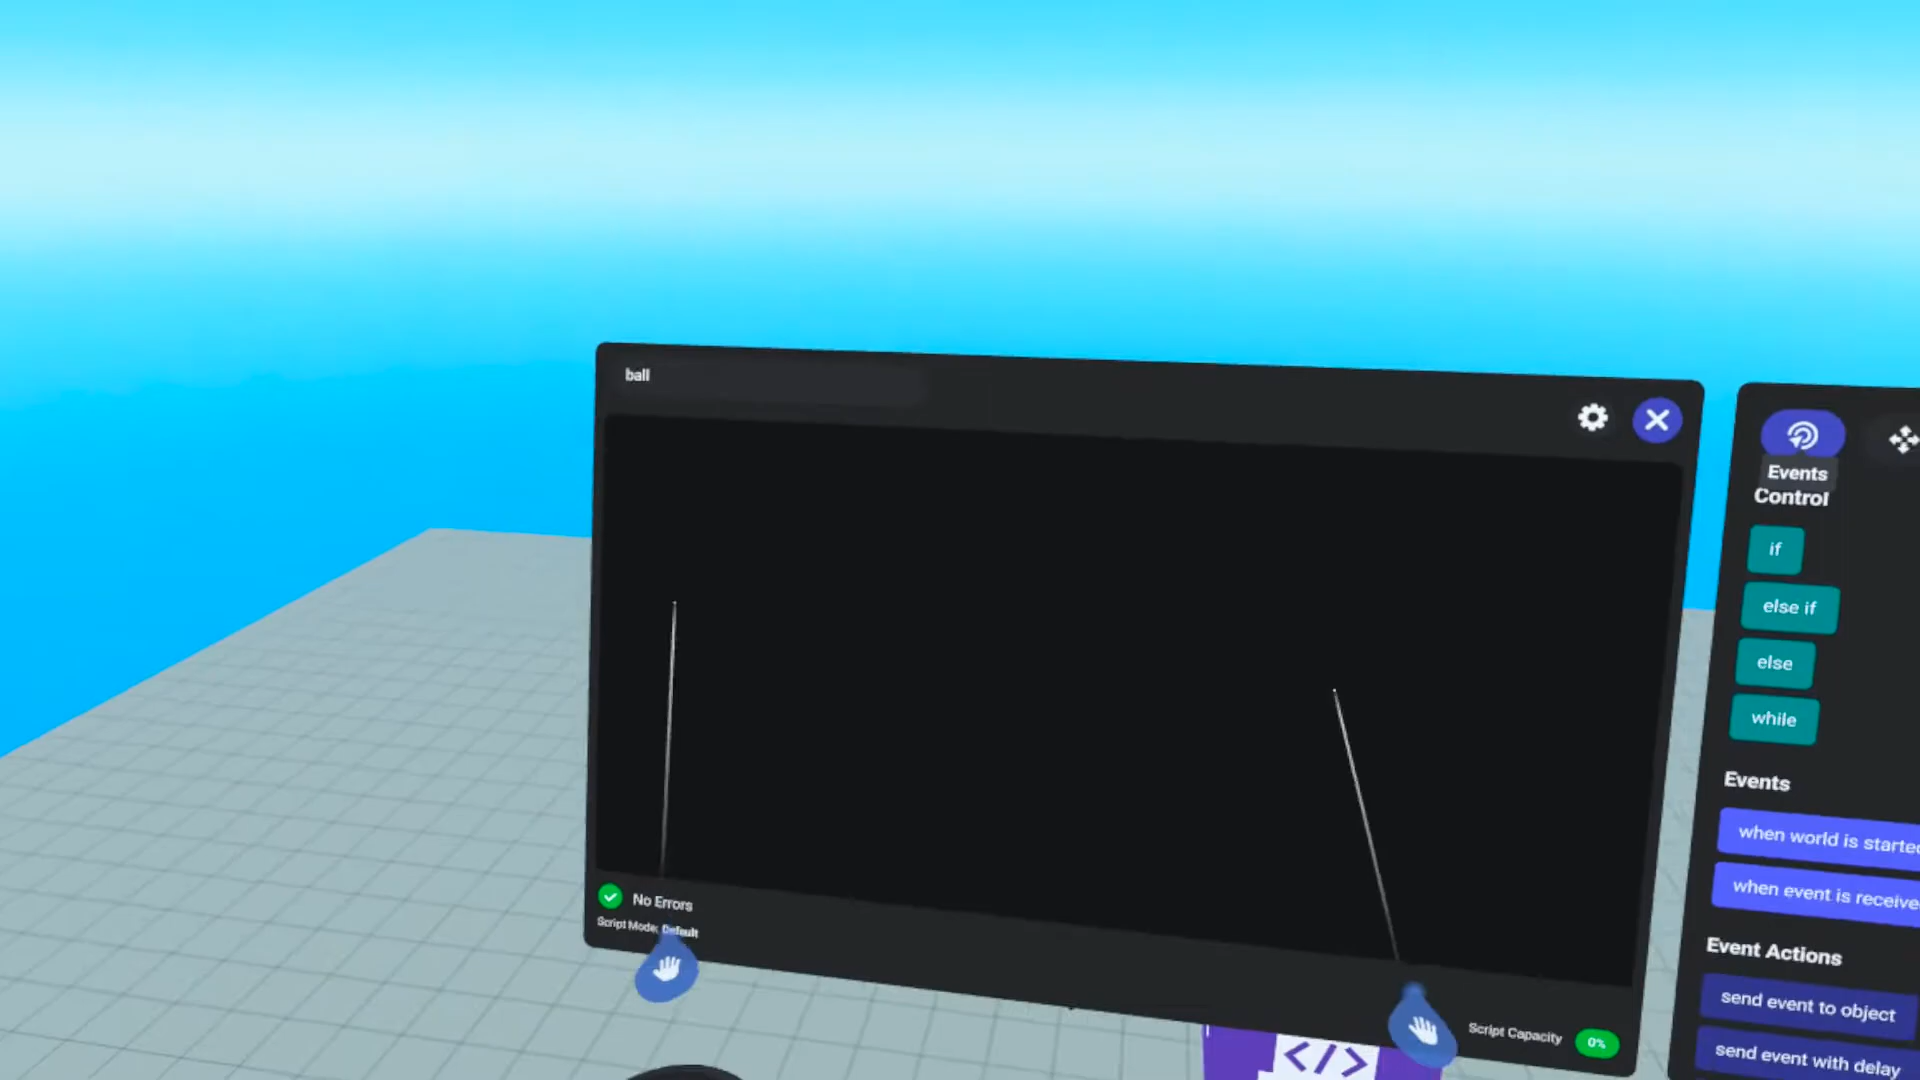 ball
Events
Control
if
else if
else
while
Events
when world is started
when event is receive
Event Actions
send event to object
send event with delay
No Errors
Script Mode: Default
Script Capacity 0%
</>